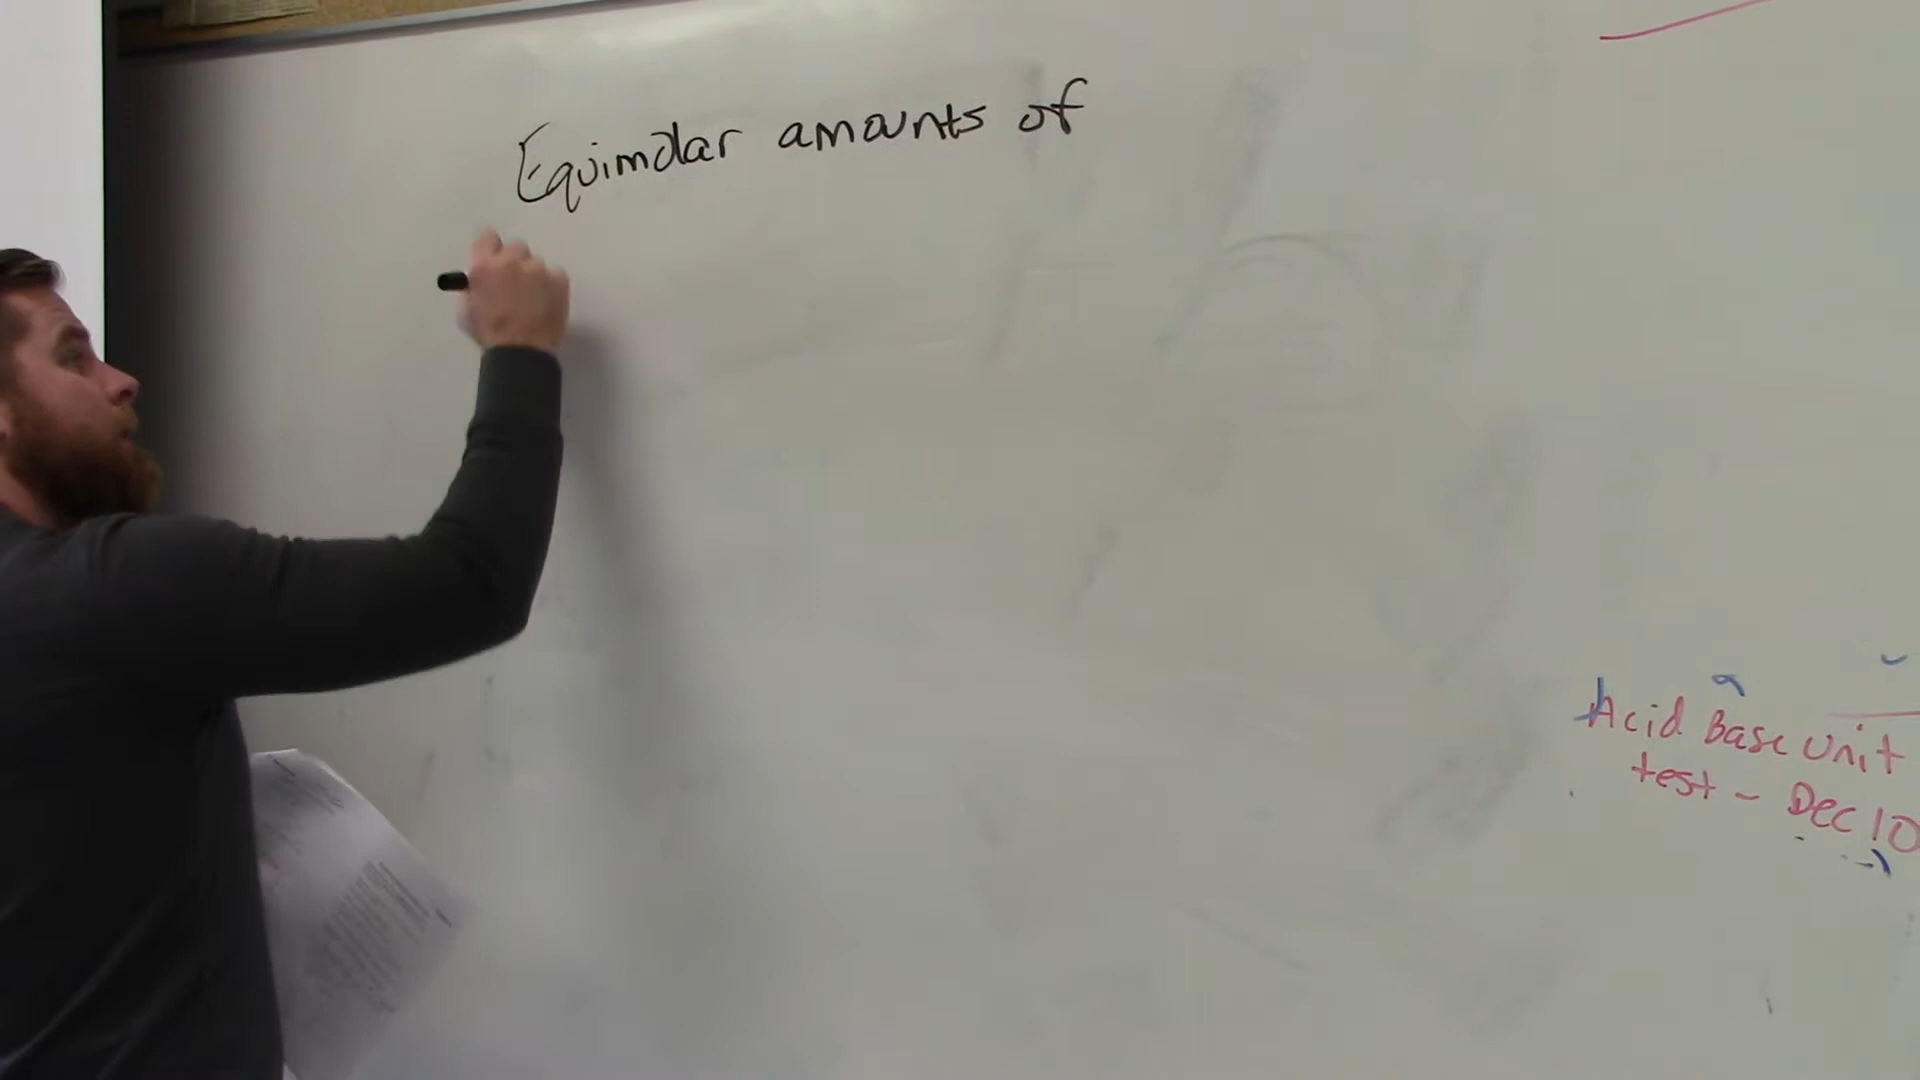 Equimolar amounts of
Acid Base Unit
test - Dec 10